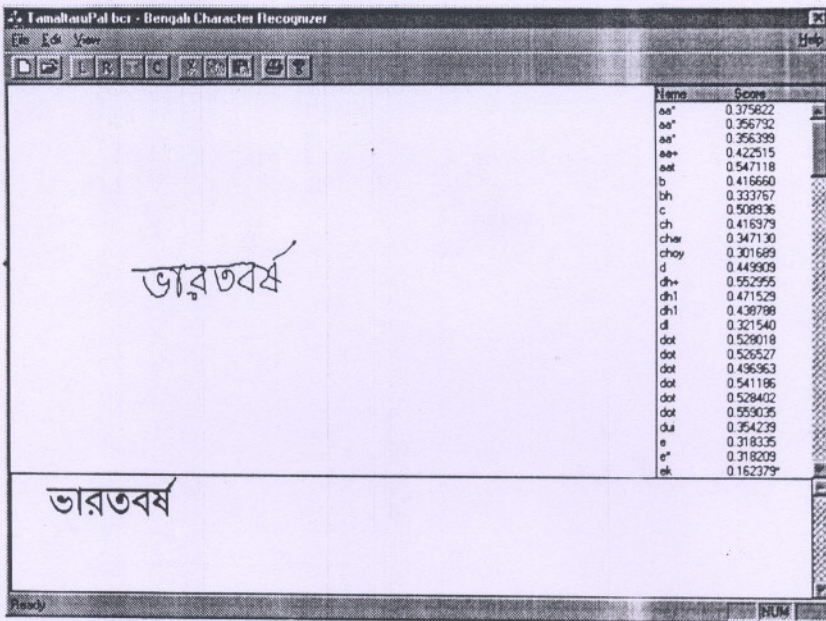 TamaltaruPal.bcr - Bengali Character Recognizer
File Edit View Help
L R T C
Name Score
aa" 0.375822
aa" 0.356792
aa" 0.356399
aa+ 0.422515
aat 0.547118
b 0.416660
bh 0.333767
c 0.508936
ch 0.416979
char 0.347130
choy 0.301689
d 0.449909
dh+ 0.552955
dh1 0.471529
dh1 0.438788
dl 0.321540
dot 0.528018
dot 0.526527
dot 0.496963
dot 0.541186
dot 0.528402
dot 0.559035
dui 0.354239
e 0.318335
e" 0.318209
ek 0.162379"
ভারতবর্ষ
ভারতবর্ষ
Ready NUM